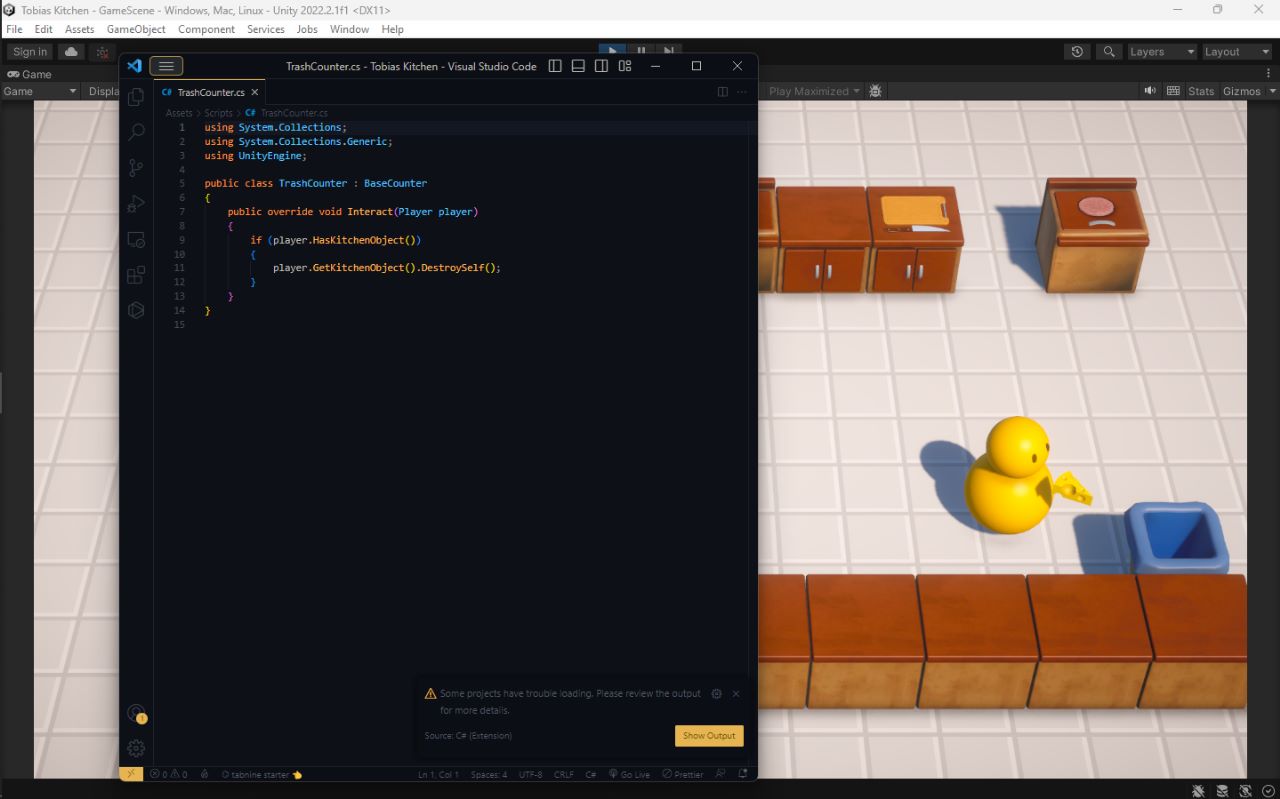 Tobias Kitchen - GameScene - Windows, Mac, Linux - Unity 2022.2.1f1 <DX11>
File Edit Assets GameObject Component Services Jobs Window Help
Sign in
Layers
Layout
Game
Game
Displa
Play Maximized
Stats
Gizmos
TrashCounter.cs - Tobias Kitchen - Visual Studio Code
C# TrashCounter.cs
Assets > Scripts > C# TrashCounter.cs
1 using System.Collections;
2 using System.Collections.Generic;
3 using UnityEngine;
4
5 public class TrashCounter : BaseCounter
6 {
7 public override void Interact(Player player)
8 {
9 if (player.HasKitchenObject())
10 {
11 player.GetKitchenObject().DestroySelf();
12 }
13 }
14 }
15
Some projects have trouble loading. Please review the output
for more details.
Source: C# (Extension)
Show Output
1
0 0 tabnine starter Ln 1, Col 1 Spaces: 4 UTF-8 CRLF C# Go Live Prettier